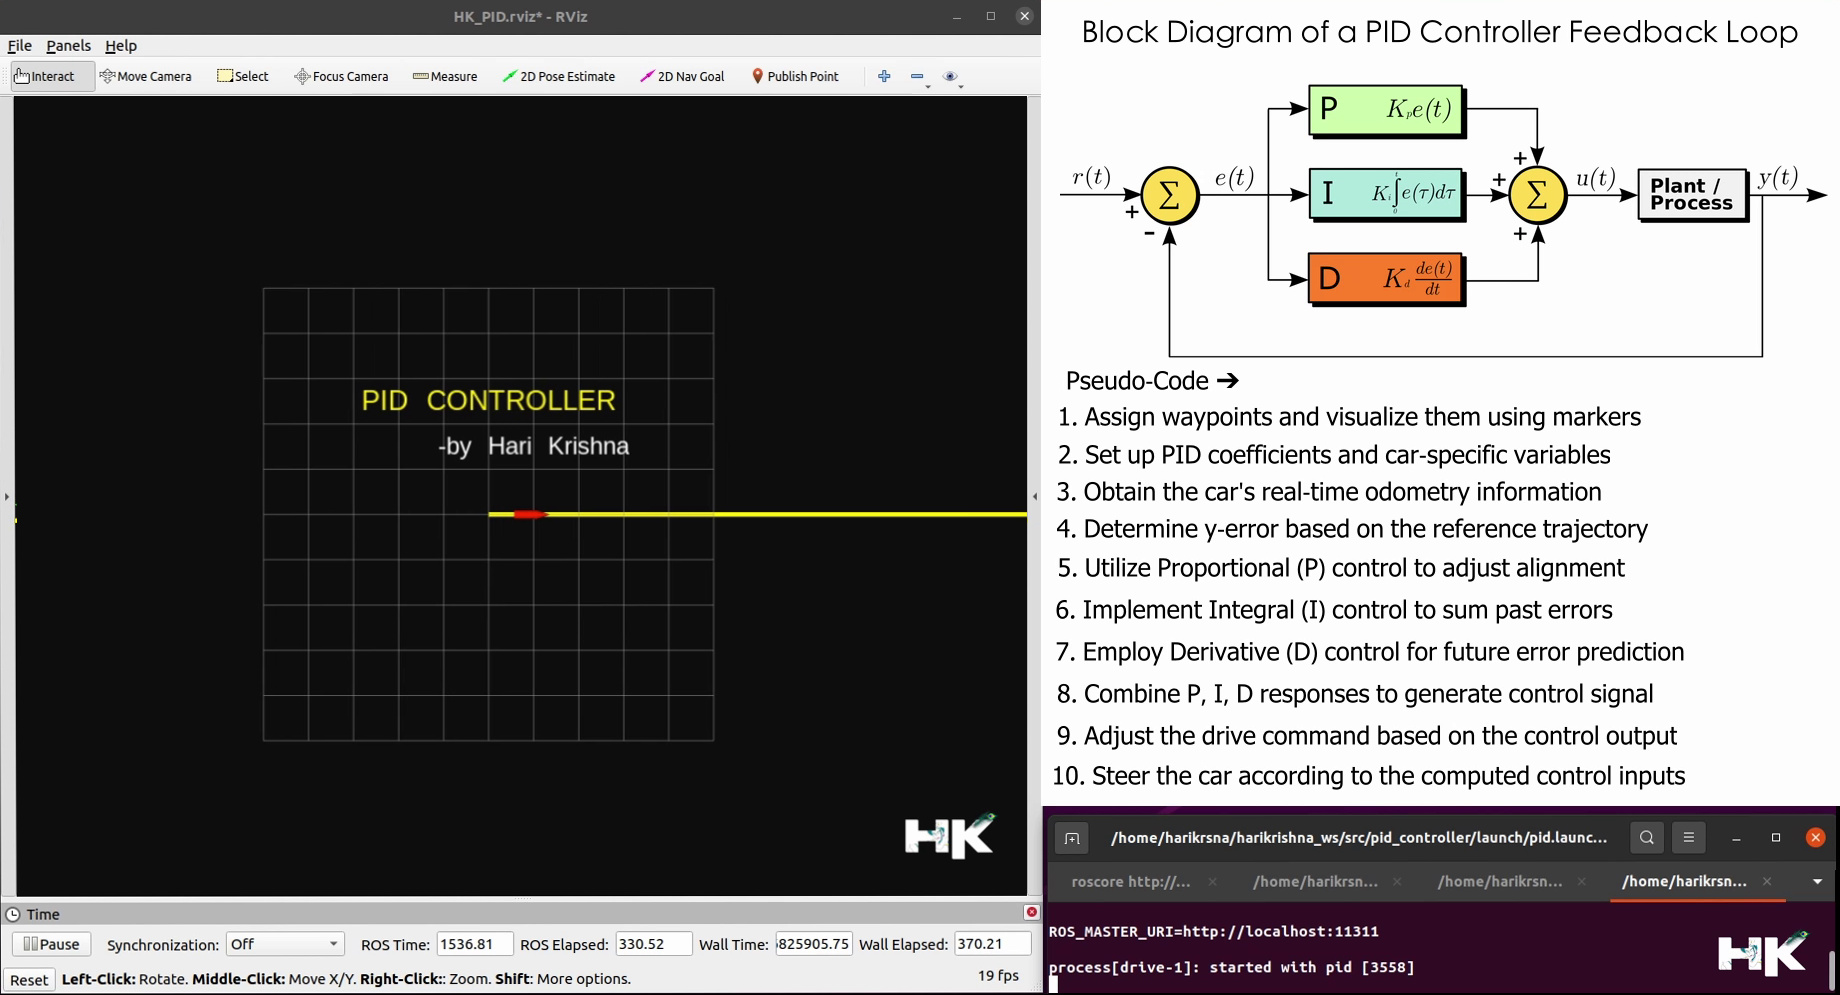 HK_PID.rviz* - RViz
File Panels Help
Interact Move Camera Select Focus Camera Measure 2D Pose Estimate 2D Nav Goal Publish Point
PID CONTROLLER
-by Hari Krishna
HK
Time
Pause Synchronization: Off ROS Time: 1536.81 ROS Elapsed: 330.52 Wall Time: 825905.75 Wall Elapsed: 370.21
Reset Left-Click: Rotate. Middle-Click: Move X/Y. Right-Click:: Zoom. Shift: More options. 19 fps
Block Diagram of a PID Controller Feedback Loop
P K_p e(t)
r(t) Σ e(t) I K_i ∫_0^t e(τ)dτ Σ u(t) Plant / Process y(t)
+ - + + +
D K_d de(t)/dt
Pseudo-Code ➔
1. Assign waypoints and visualize them using markers
2. Set up PID coefficients and car-specific variables
3. Obtain the car's real-time odometry information
4. Determine y-error based on the reference trajectory
5. Utilize Proportional (P) control to adjust alignment
6. Implement Integral (I) control to sum past errors
7. Employ Derivative (D) control for future error prediction
8. Combine P, I, D responses to generate control signal
9. Adjust the drive command based on the control output
10. Steer the car according to the computed control inputs
/home/harikrsna/harikrishna_ws/src/pid_controller/launch/pid.launc...
roscore http://... /home/harikrsn... /home/harikrsn... /home/harikrsn...
ROS_MASTER_URI=http://localhost:11311
process[drive-1]: started with pid [3558]
HK